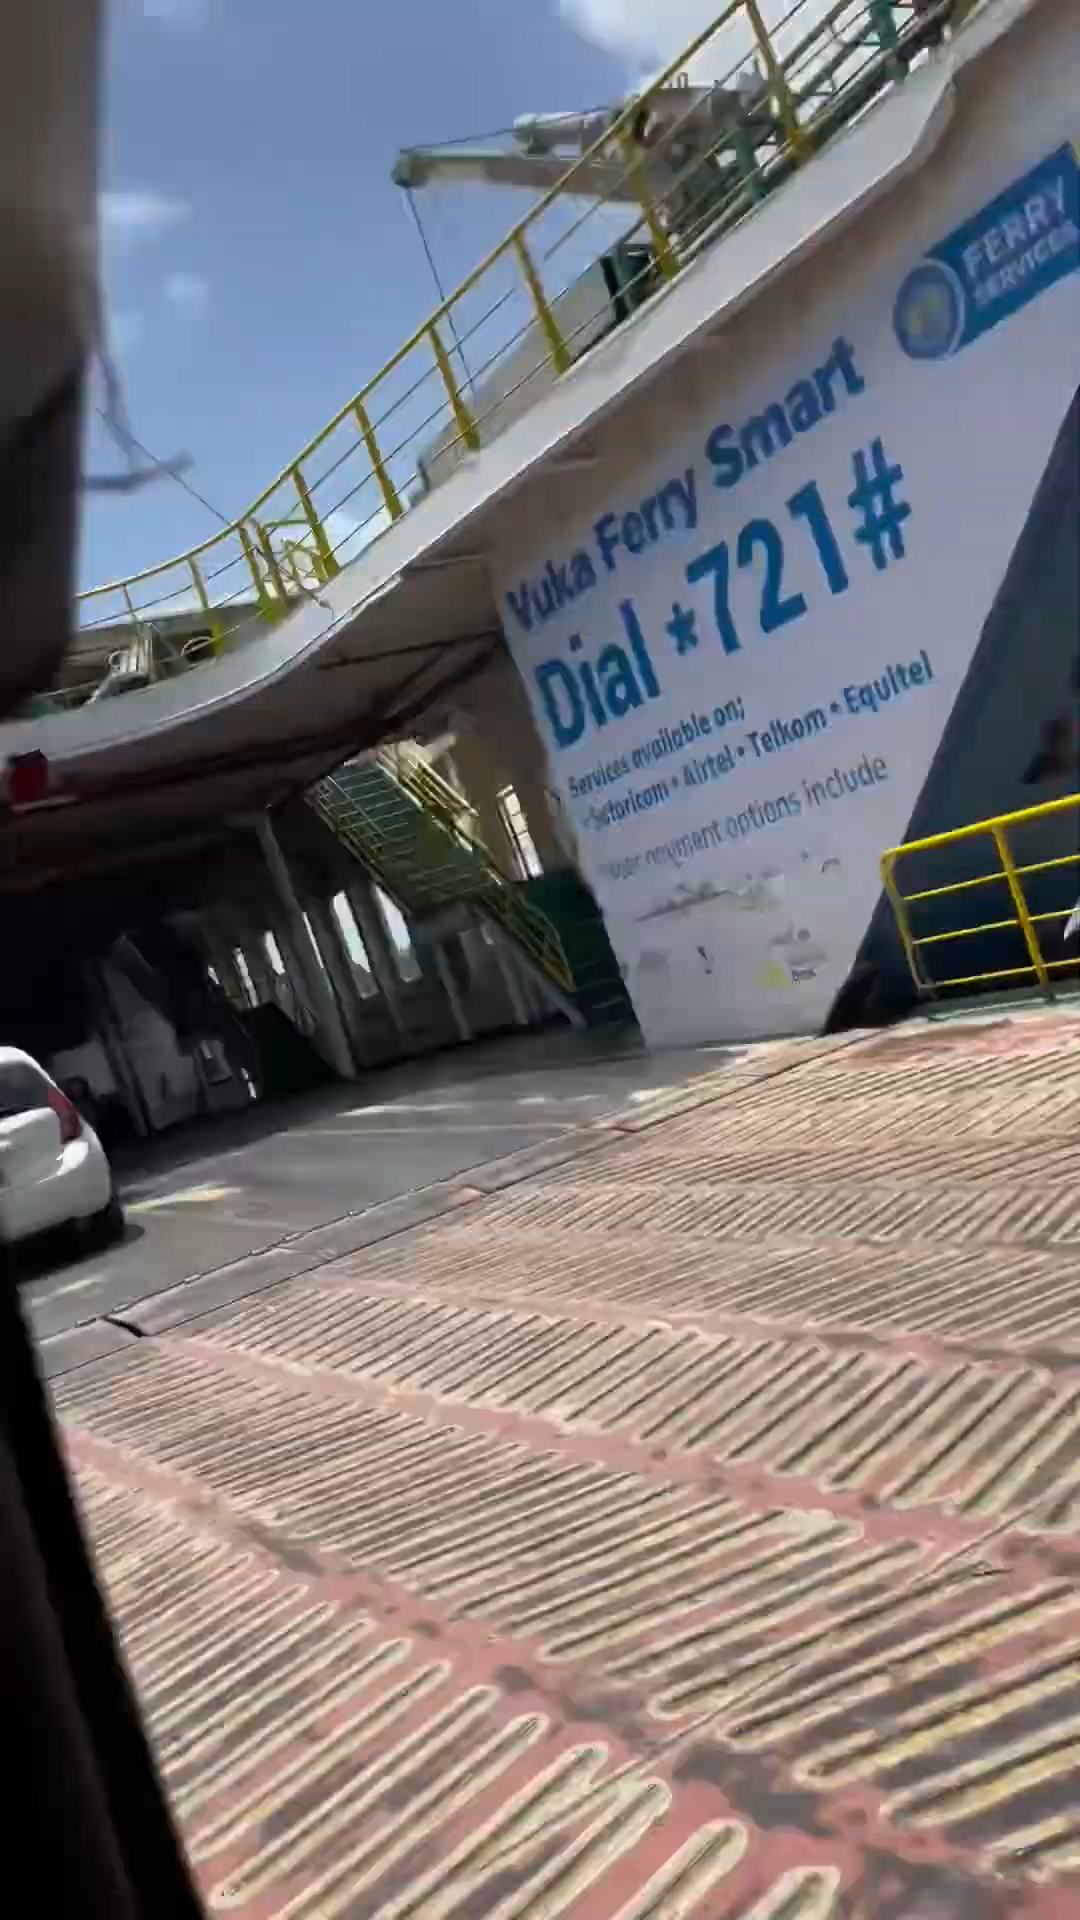 FERRY
SERVICES
Vuka Ferry Smart
Dial *721#
Services available on;
• Safaricom • Airtel • Telkom • Equitel
payment options include